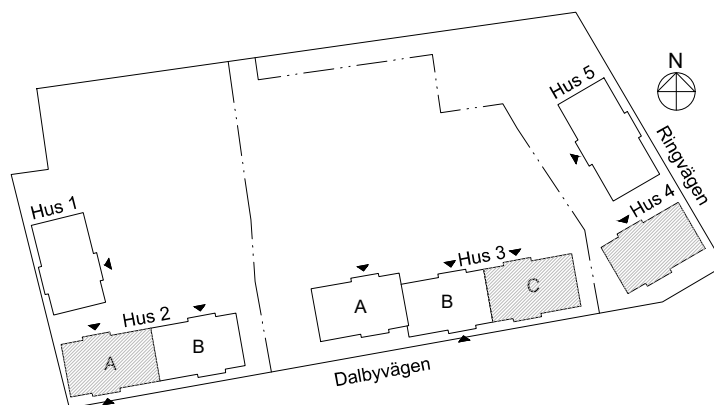 N
Hus 5
Ringvägen
Hus 1
Hus 4
Hus 3
A
B
C
Hus 2
A
B
Dalbyvägen